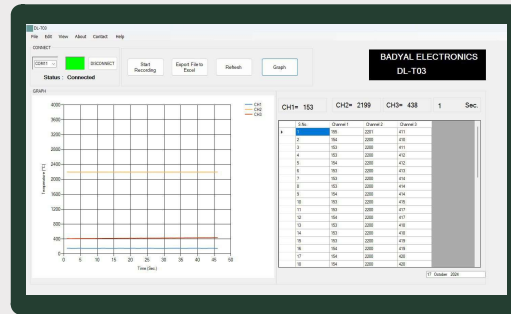 DL-T03
File Edit View About Contact Help
CONNECT
COM11
DISCONNECT
Status : Connected
Start Recording
Export File to Excel
Refresh
Graph
BADYAL ELECTRONICS
DL-T03
GRAPH
CH1
CH2
CH3
4000
3600
3200
2800
2400
2000
1600
1200
800
400
0
Temperature (°C)
0 5 10 15 20 25 30 35 40 45 50
Time (Sec.)
CH1= 153 CH2= 2199 CH3= 438 1 Sec.
S No. Channel 1 Channel 2 Channel 3
1 155 2201 411
2 154 2200 410
3 153 2200 411
4 153 2200 412
5 154 2200 412
6 153 2200 413
7 153 2200 414
8 153 2200 414
9 154 2200 414
10 153 2200 415
11 153 2200 417
12 154 2200 417
13 153 2200 418
14 153 2200 418
15 153 2200 419
16 153 2200 419
17 154 2200 420
18 154 2200 420
17 October 2024